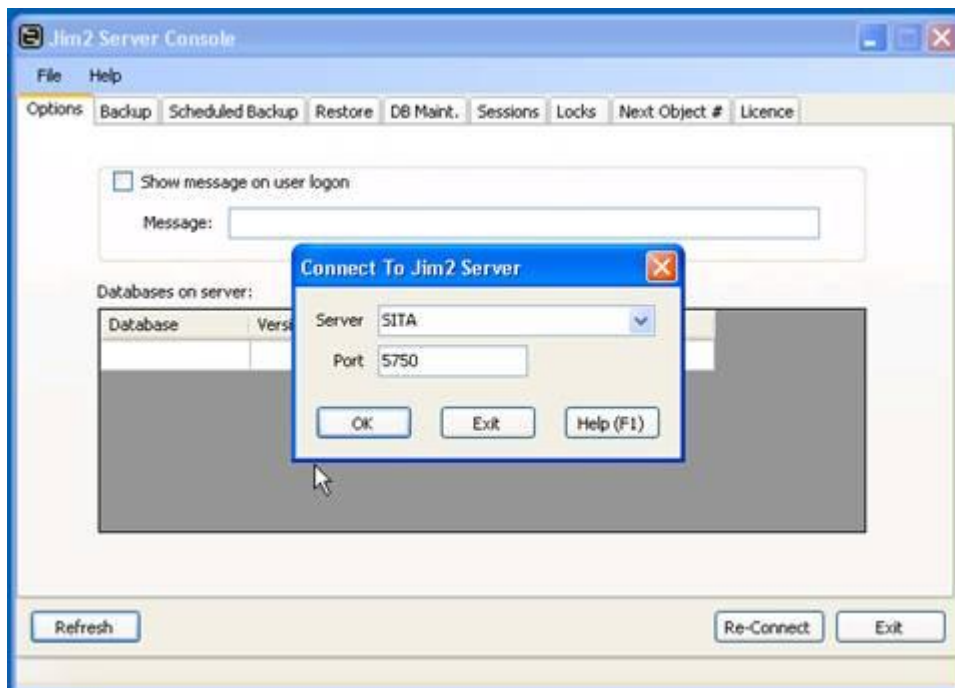 Jim2 Server Console
File Help
Options Backup Scheduled Backup Restore DB Maint. Sessions Locks Next Object # Licence
Show message on user logon
Message:
Connect To Jim2 Server
Databases on server:
Server SITA
Database Versi
Port 5750
OK Exit Help (F1)
Refresh Re-Connect Exit